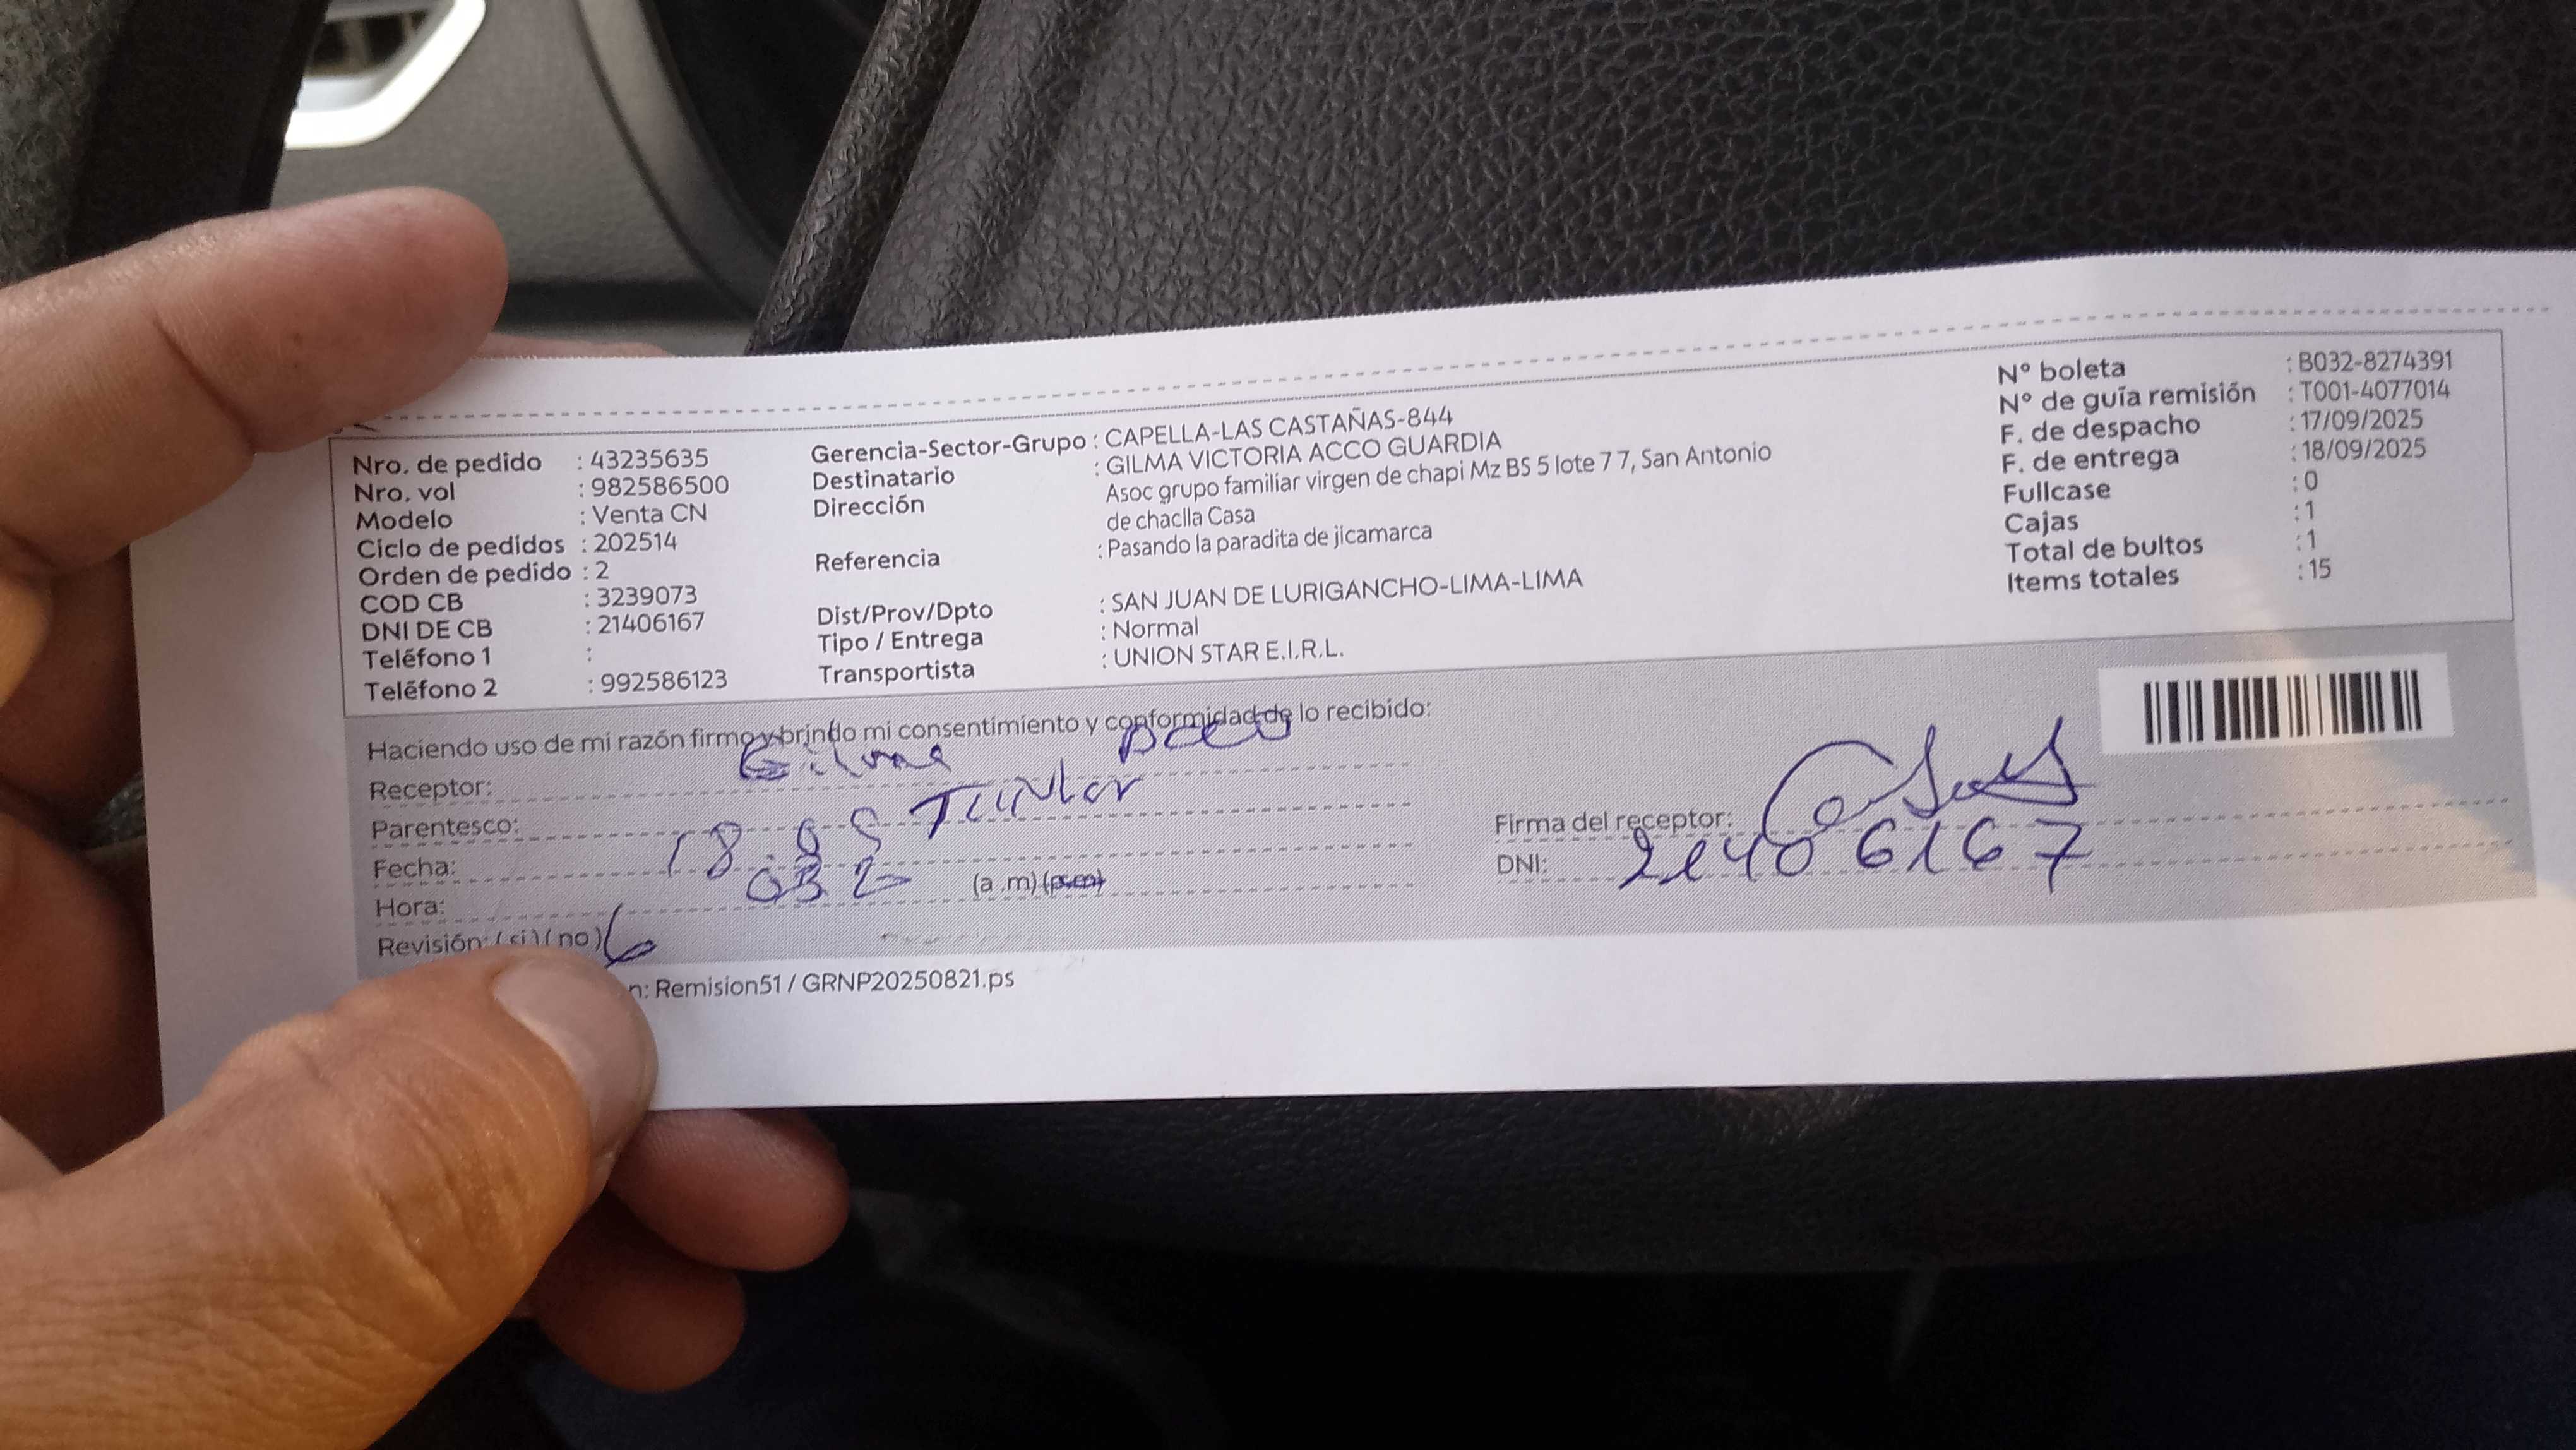 Nro. de pedido : 43235635
Nro. vol : 982586500
Modelo : Venta CN
Ciclo de pedidos : 202514
Orden de pedido : 2
COD CB : 3239073
DNI DE CB : 21406167
Teléfono 1 :
Teléfono 2 : 992586123
Gerencia-Sector-Grupo : CAPELLA-LAS CASTAÑAS-844
Destinatario : GILMA VICTORIA ACCO GUARDIA
Dirección Asoc grupo familiar virgen de chapi Mz BS 5 lote 7 7, San Antonio
de chaclla Casa
Referencia : Pasando la paradita de jicamarca
Dist/Prov/Dpto : SAN JUAN DE LURIGANCHO-LIMA-LIMA
Tipo / Entrega : Normal
Transportista : UNION STAR E.I.R.L.
N° boleta : B032-8274391
N° de guía remisión : T001-4077014
F. de despacho : 17/09/2025
F. de entrega : 18/09/2025
Fullcase : 0
Cajas : 1
Total de bultos : 1
Items totales : 15
Haciendo uso de mi razón firmo y brindo mi consentimiento y conformidad de lo recibido:
Receptor: Gilma Acco
Parentesco:
Fecha: 18
Hora: (a .m) (p.m)
Revisión: (si) (no)
Firma del receptor:
DNI: 21406167
n: Remision51 / GRNP20250821.ps